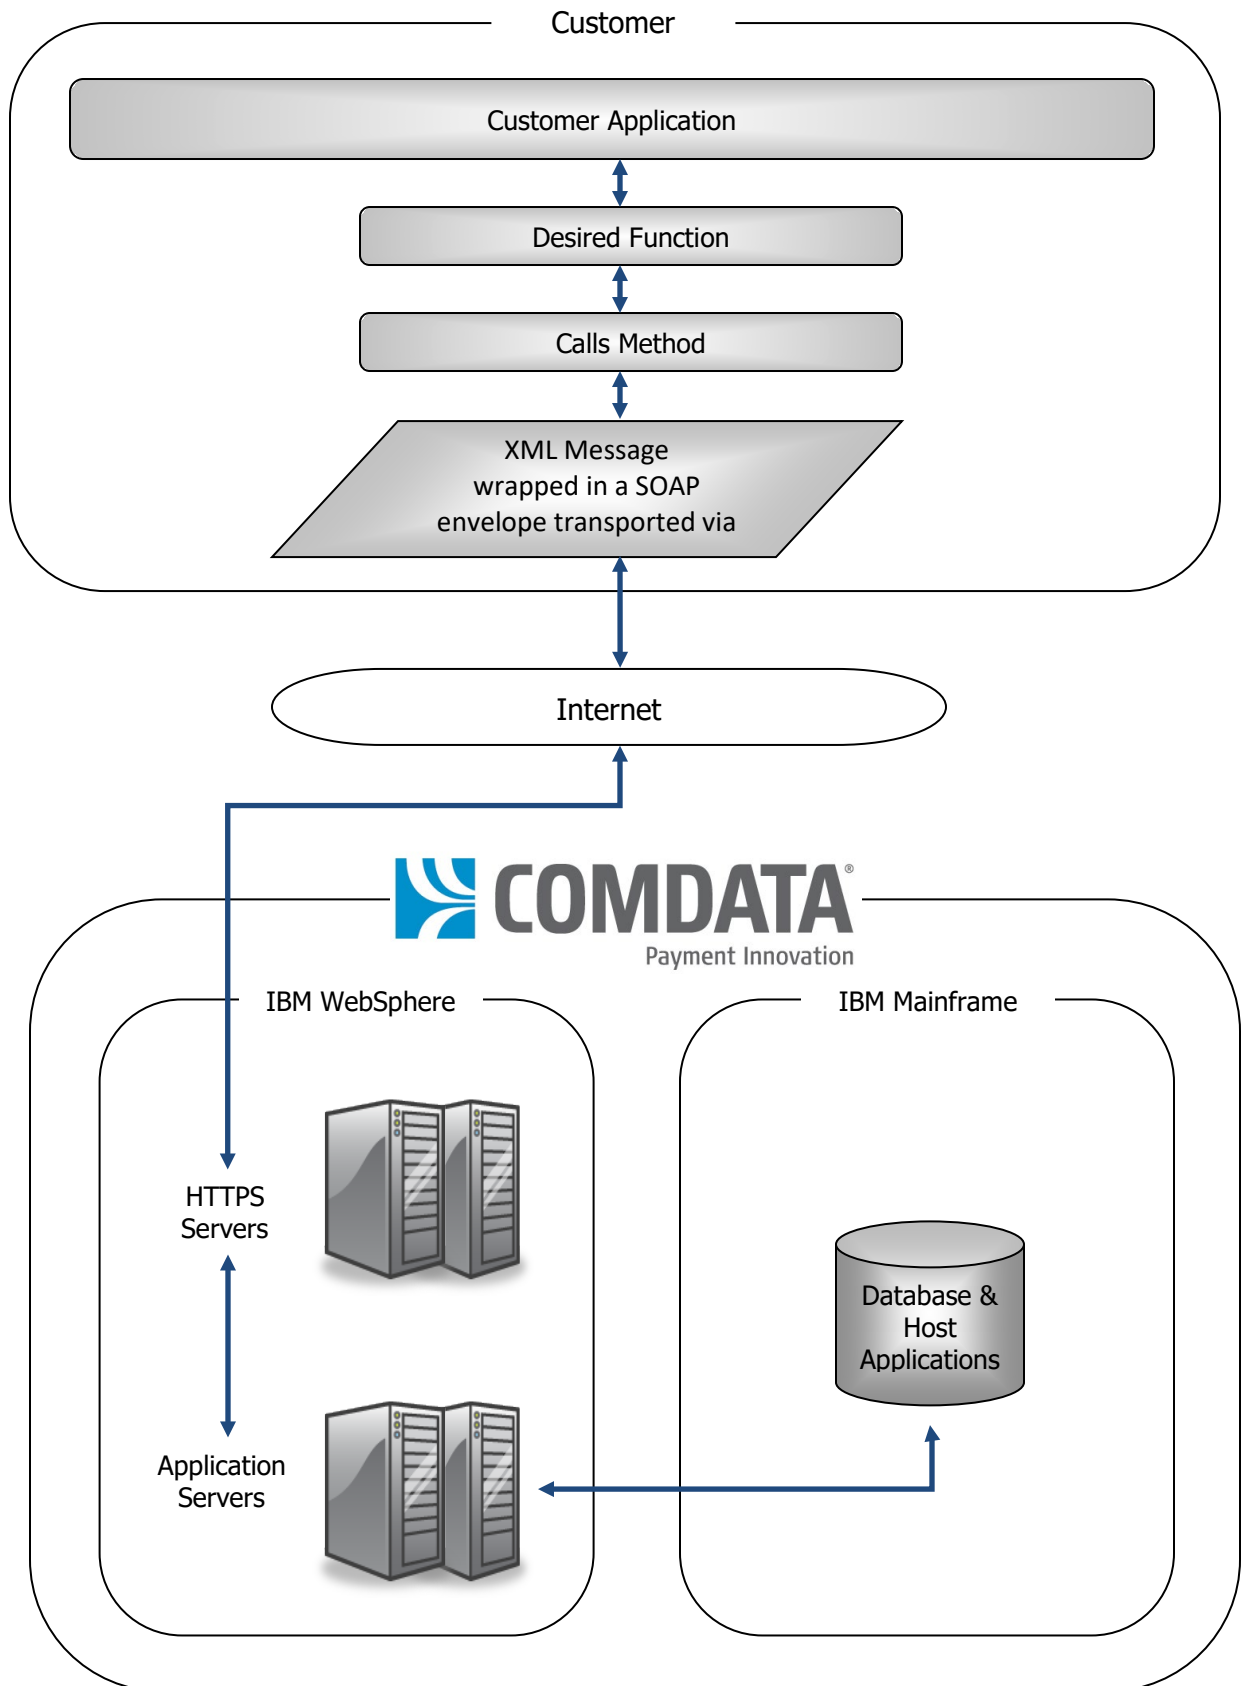 Customer
Customer Application
Desired Function
Calls Method
XML Message
wrapped in a SOAP
envelope transported via
Internet
COMDATA®
Payment Innovation
IBM WebSphere
IBM Mainframe
HTTPS
Servers
Database &
Host
Applications
Application
Servers